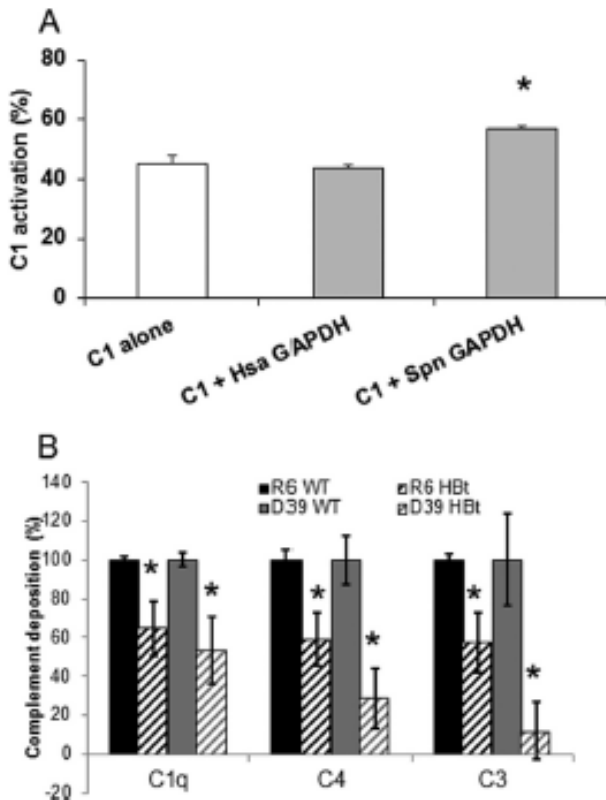 A
C1 activation (%)
80
*
60
40
20
0
C1 alone
C1 + Hsa GAPDH
C1 + Spn GAPDH
B
Complement deposition (%)
140
R6 WT R6 HBt
120
D39 WT D39 HBt
100
* * * * * *
80
60
40
20
0
-20
C1q C4 C3